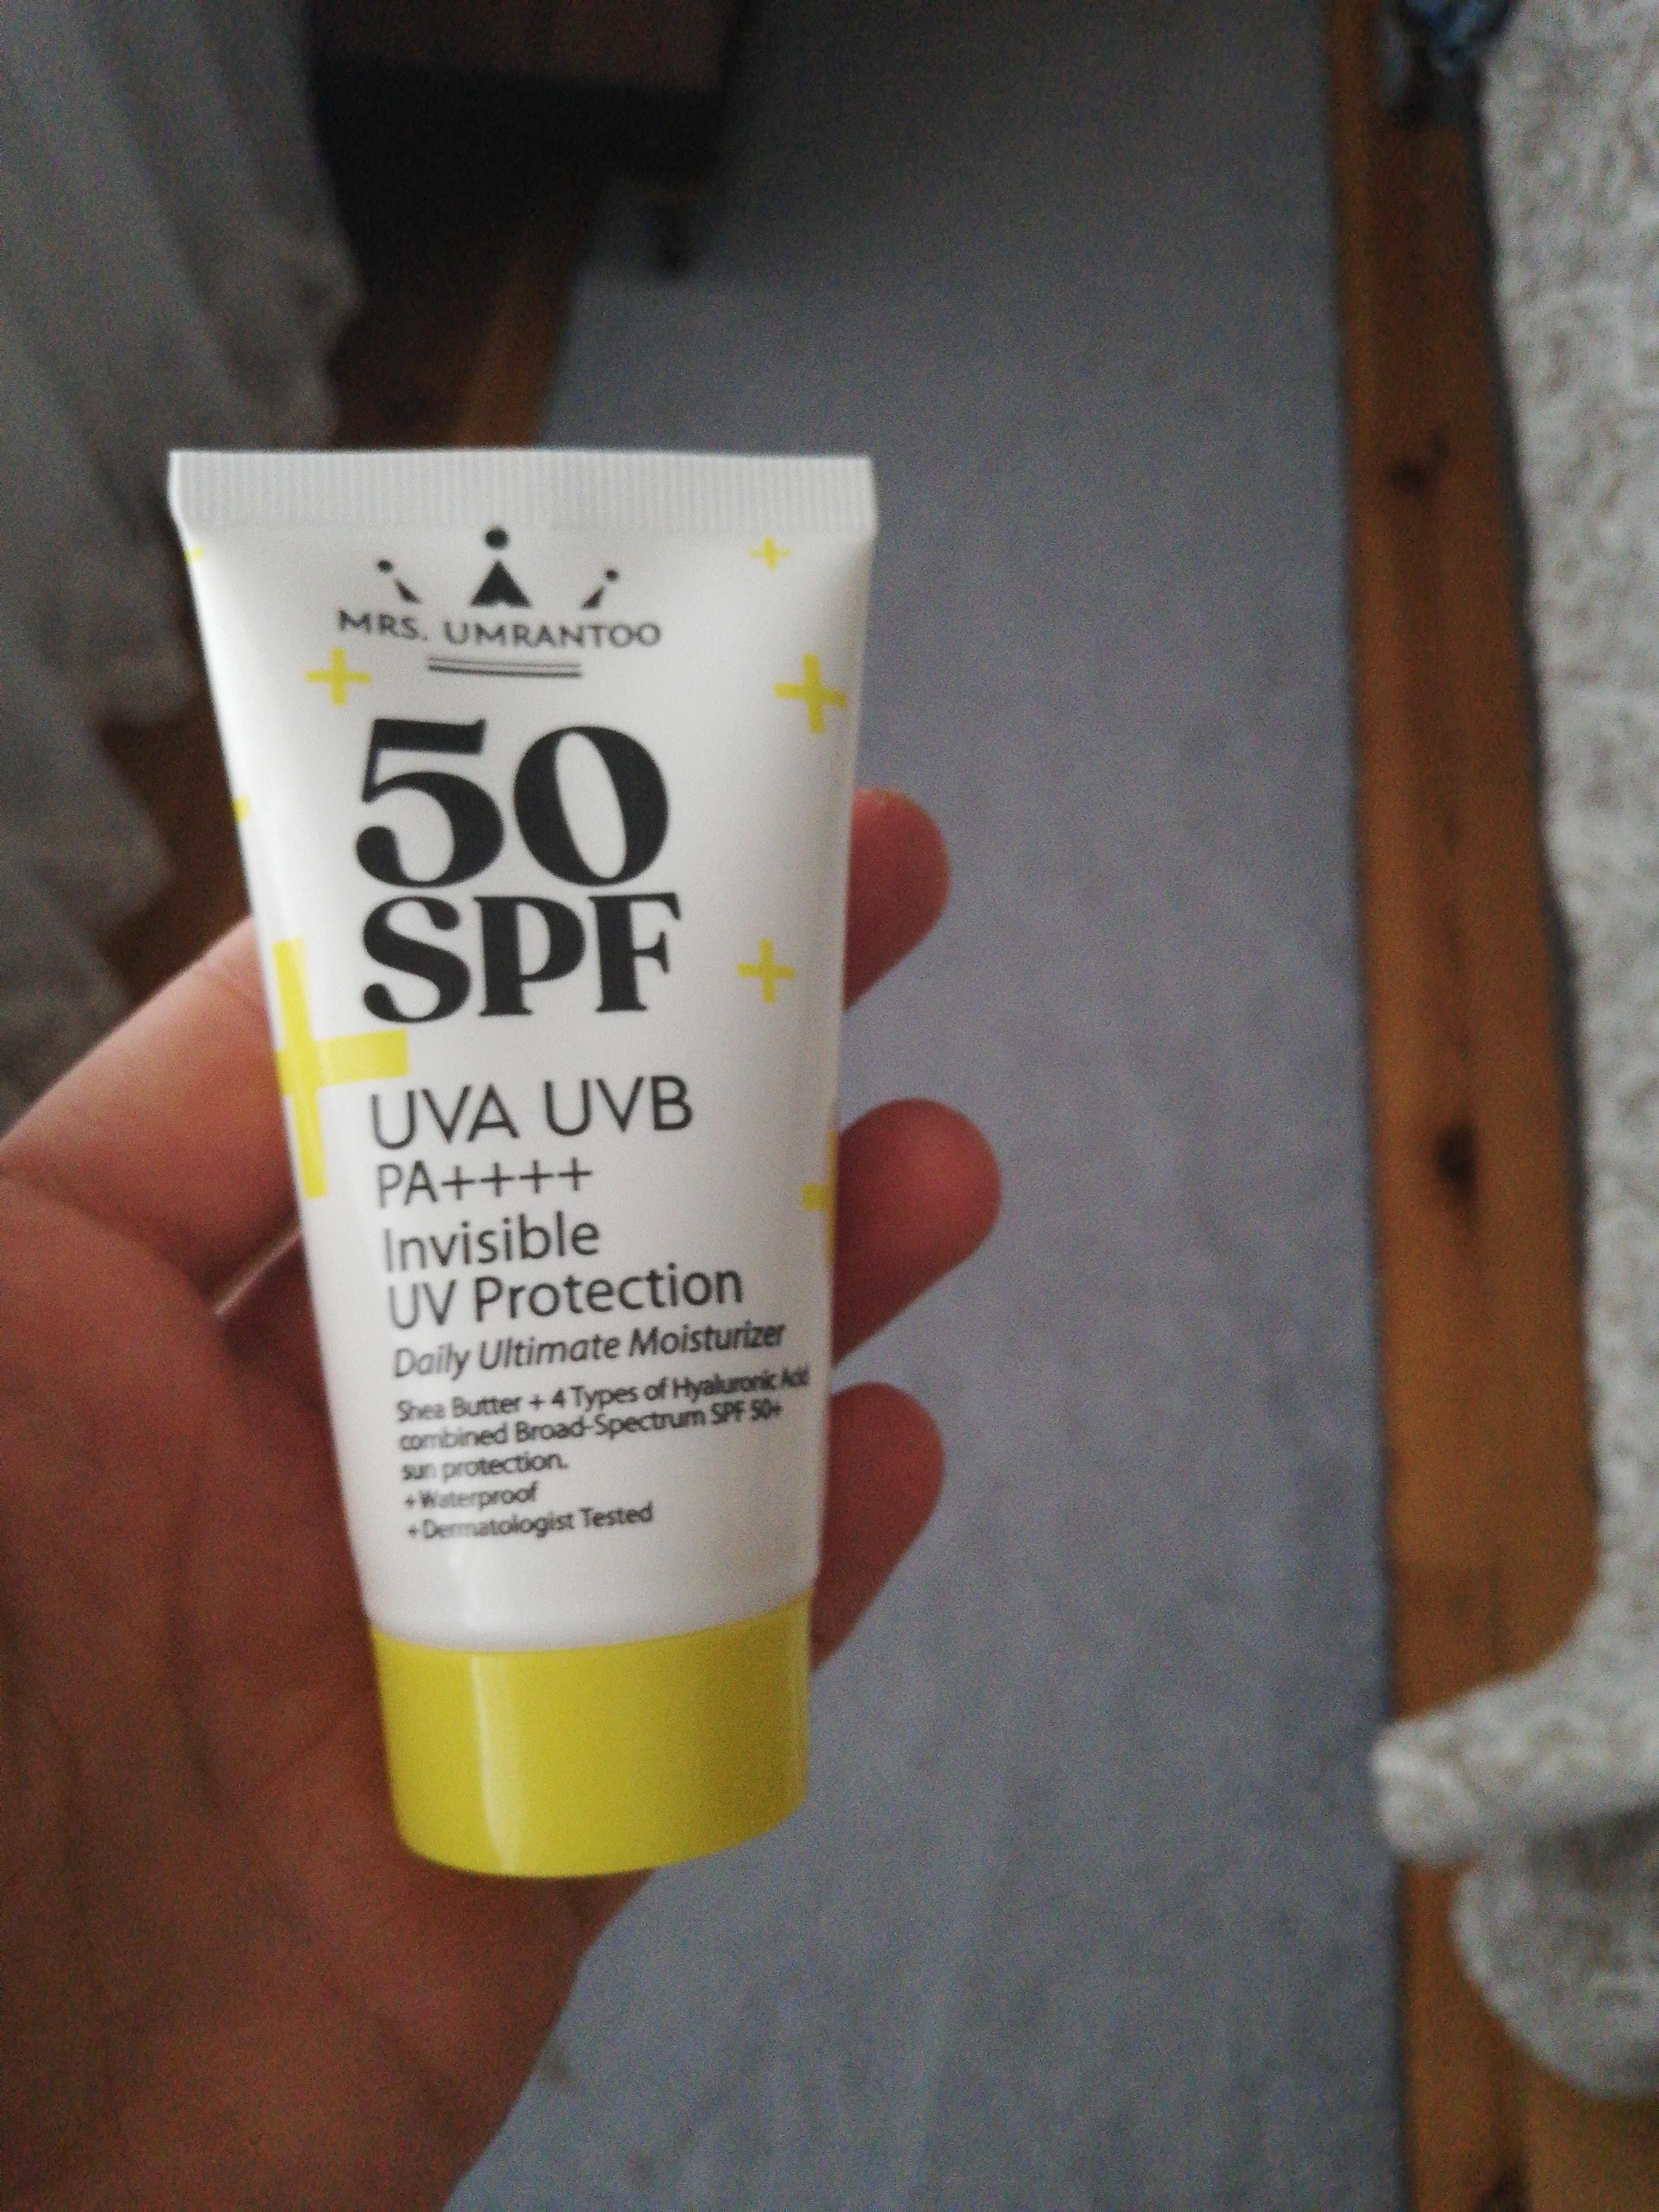 MRS. UMRANTOO
50
SPF
UVA UVB
PA++++
Invisible
UV Protection
Daily Ultimate Moisturizer
Shea Butter + 4 Types of Hyaluronic Acid
combined Broad-Spectrum SPF 50+
sun protection.
+Waterproof
+Dermatologist Tested